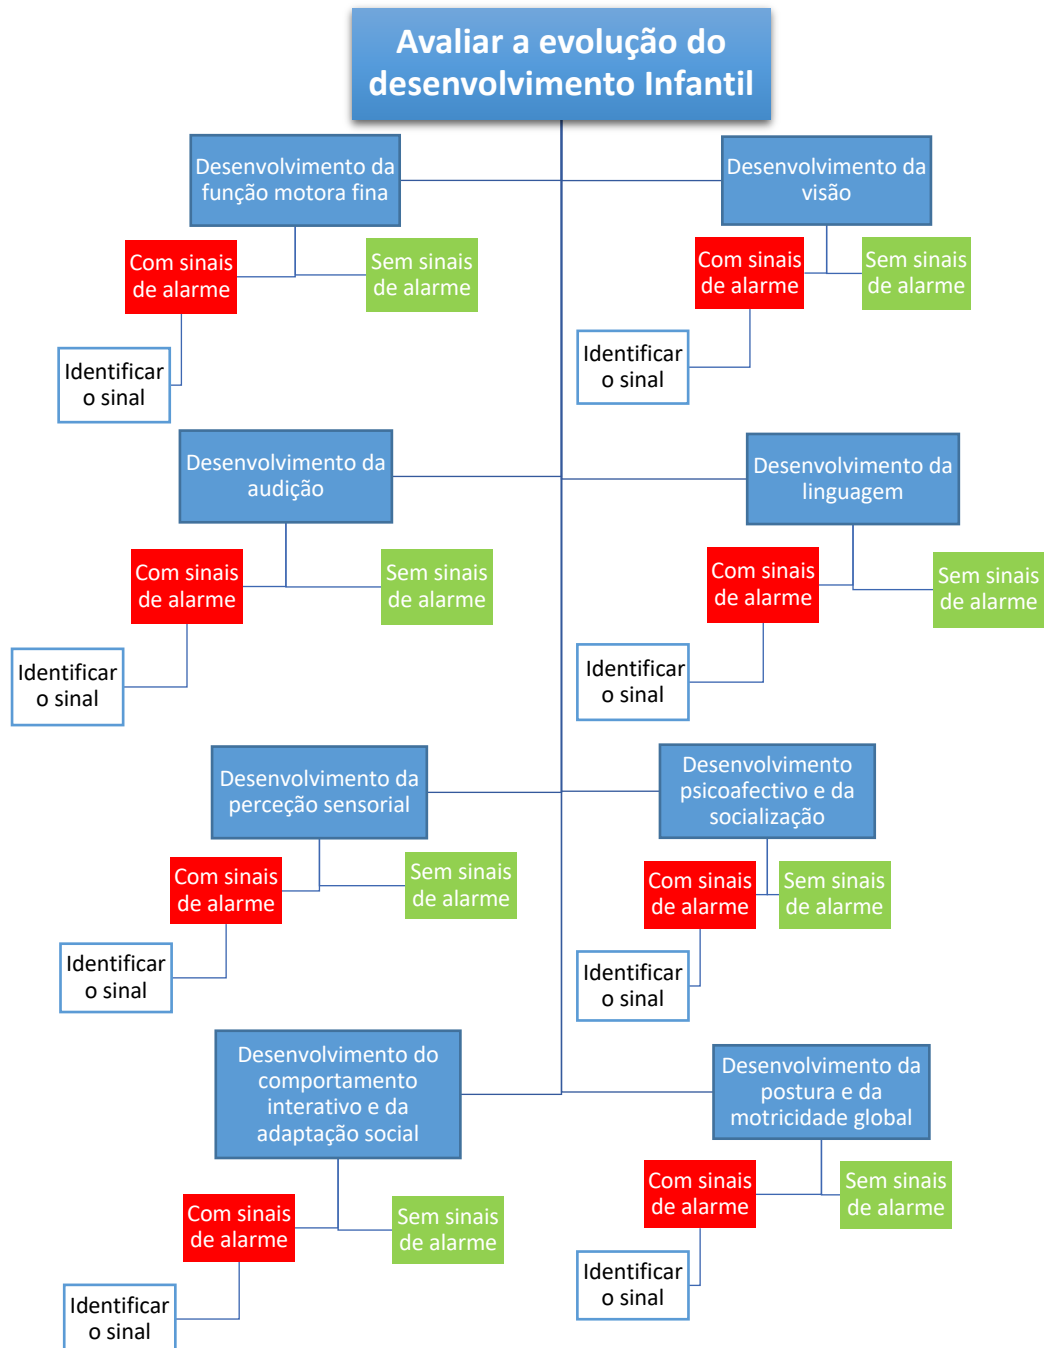 Avaliar a evolução do
desenvolvimento Infantil
Desenvolvimento da
função motora fina
Com sinais
de alarme
Sem sinais
de alarme
Identificar
o sinal
Desenvolvimento da
visão
Com sinais
de alarme
Sem sinais
de alarme
Identificar
o sinal
Desenvolvimento da
audição
Com sinais
de alarme
Sem sinais
de alarme
Identificar
o sinal
Desenvolvimento da
linguagem
Com sinais
de alarme
Sem sinais
de alarme
Identificar
o sinal
Desenvolvimento da
perceção sensorial
Com sinais
de alarme
Sem sinais
de alarme
Identificar
o sinal
Desenvolvimento
psicoafectivo e da
socialização
Com sinais
de alarme
Sem sinais
de alarme
Identificar
o sinal
Desenvolvimento do
comportamento
interativo e da
adaptação social
Com sinais
de alarme
Sem sinais
de alarme
Identificar
o sinal
Desenvolvimento da
postura e da
motricidade global
Com sinais
de alarme
Sem sinais
de alarme
Identificar
o sinal